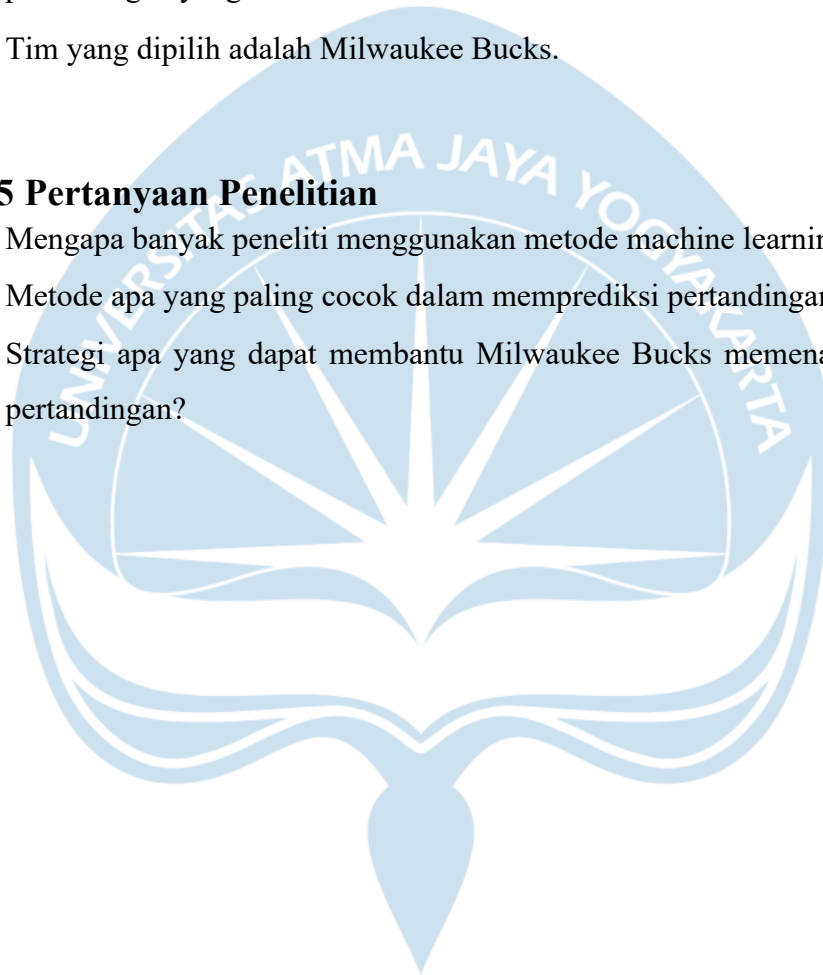 Tim yang dipilih adalah Milwaukee Bucks.
UNIVERSITAS ATMA JAYA YOGYAKARTA
5 Pertanyaan Penelitian
Mengapa banyak peneliti menggunakan metode machine learnin
Metode apa yang paling cocok dalam memprediksi pertandingan
Strategi apa yang dapat membantu Milwaukee Bucks memena
pertandingan?